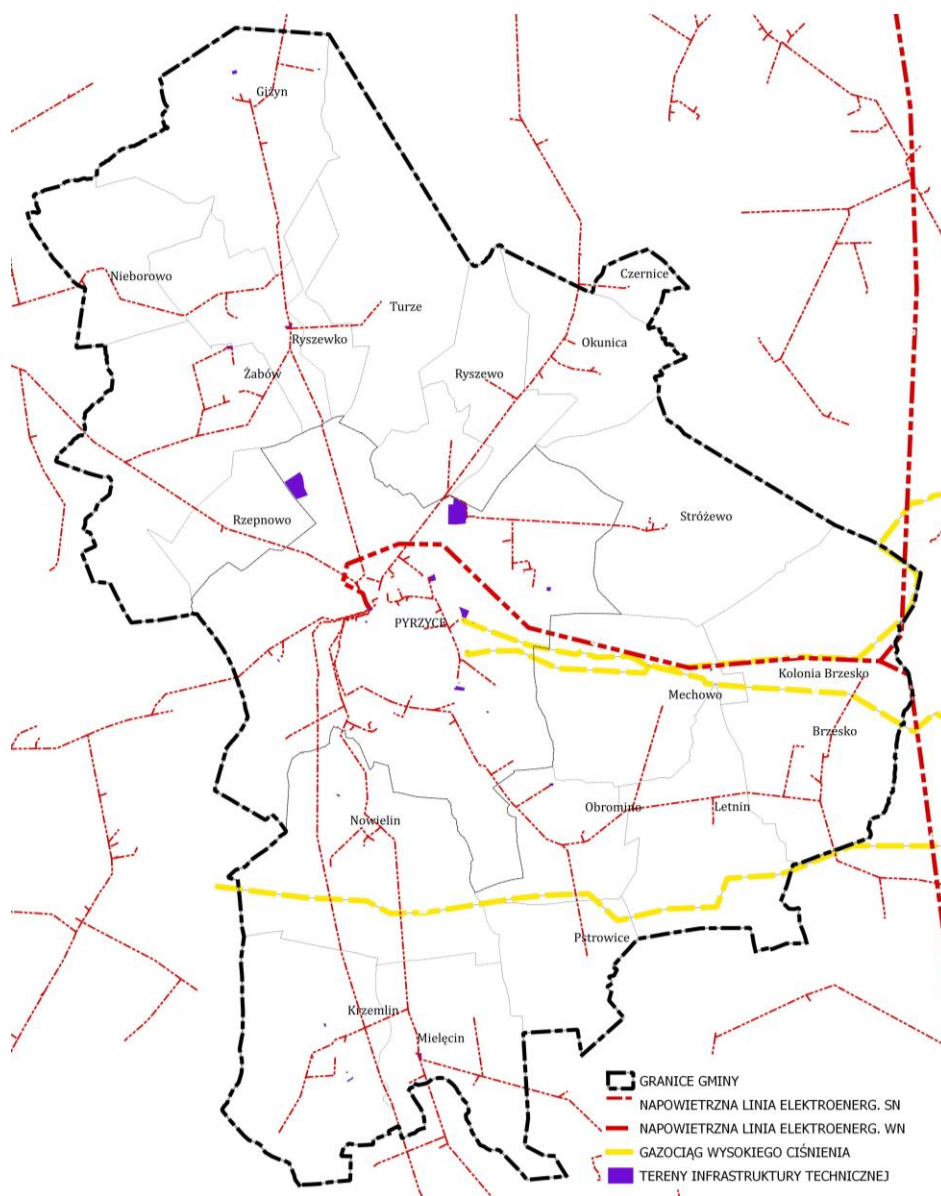 Giżyn
Czernice
Nieborowo
Turze
Ryszewko
Okunica
Żabów
Ryszewo
Rzepnowo
Stróżewo
PYRZYCE
Kolonia Brzesko
Mechowo
Brzesko
Obromino
Letnin
Nowielin
Pstrowice
Krzemlin
Mielęcin
GRANICE GMINY
NAPOWIETRZNA LINIA ELEKTROENERG. SN
NAPOWIETRZNA LINIA ELEKTROENERG. WN
GAZOCIĄG WYSOKIEGO CIŚNIENIA
TERENY INFRASTRUKTURY TECHNICZNEJ